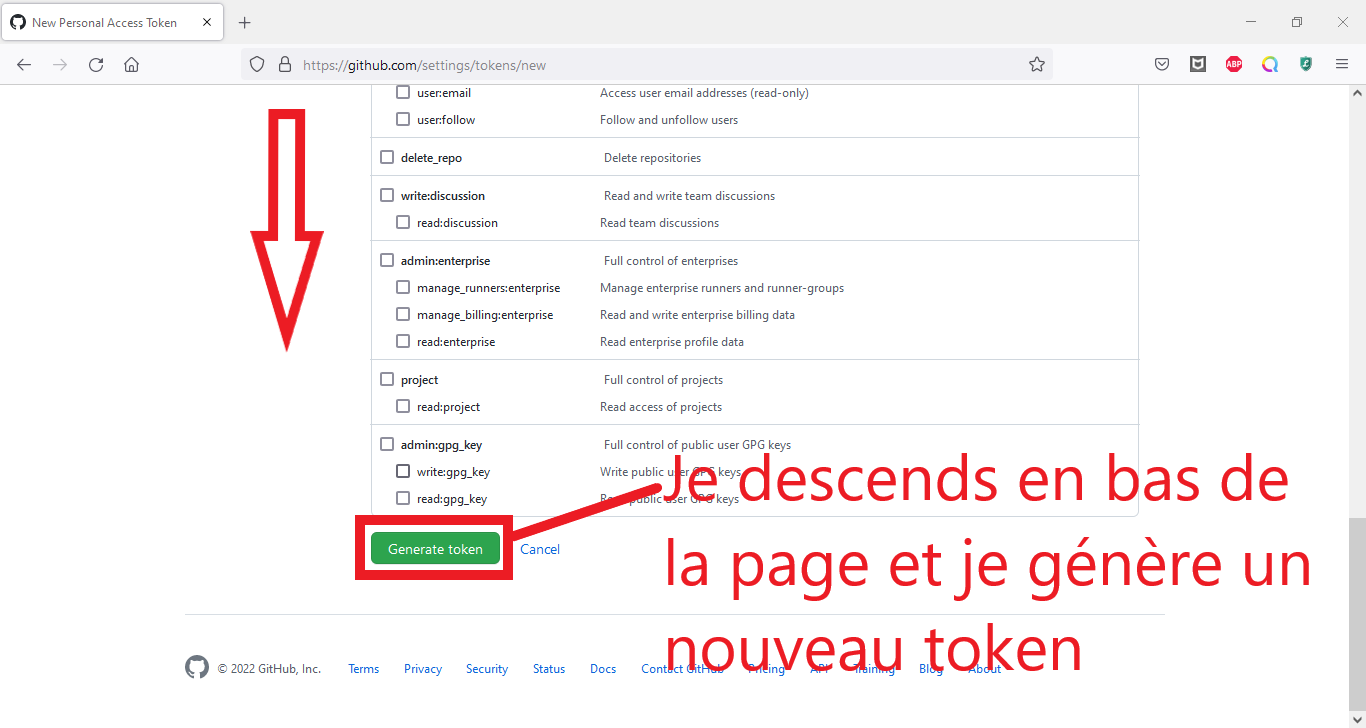 New Personal Access Token
https://github.com/settings/tokens/new
ABP
user:email Access user email addresses (read-only)
user:follow Follow and unfollow users
delete_repo Delete repositories
write:discussion Read and write team discussions
read:discussion Read team discussions
admin:enterprise Full control of enterprises
manage_runners:enterprise Manage enterprise runners and runner-groups
manage_billing:enterprise Read and write enterprise billing data
read:enterprise Read enterprise profile data
project Full control of projects
read:project Read access of projects
admin:gpg_key Full control of public user GPG keys
write:gpg_key Write public user GPG keys
read:gpg_key Read public user GPG keys
Je descends en bas de
la page et je génère un
nouveau token
Generate token Cancel
© 2022 GitHub, Inc. Terms Privacy Security Status Docs Contact GitHub Pricing API Training Blog About